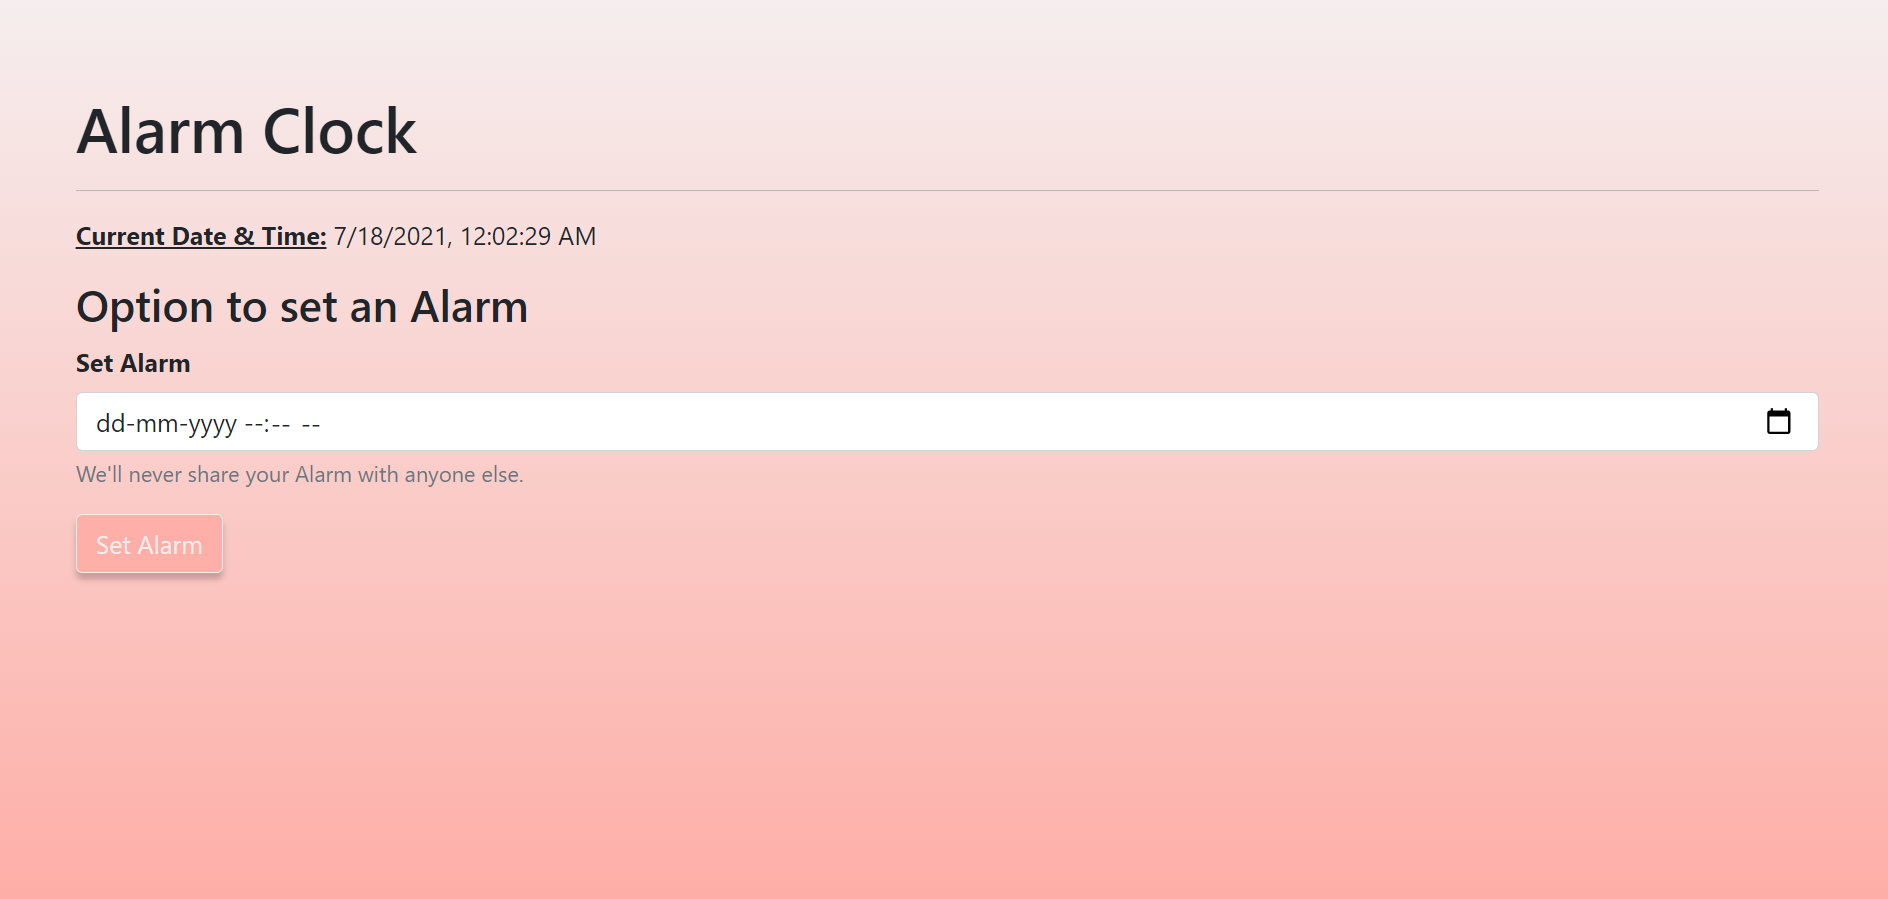 Alarm Clock
Current Date & Time: 7/18/2021, 12:02:29 AM
Option to set an Alarm
Set Alarm
dd-mm-yyyy --:-- --
We'll never share your Alarm with anyone else.
Set Alarm